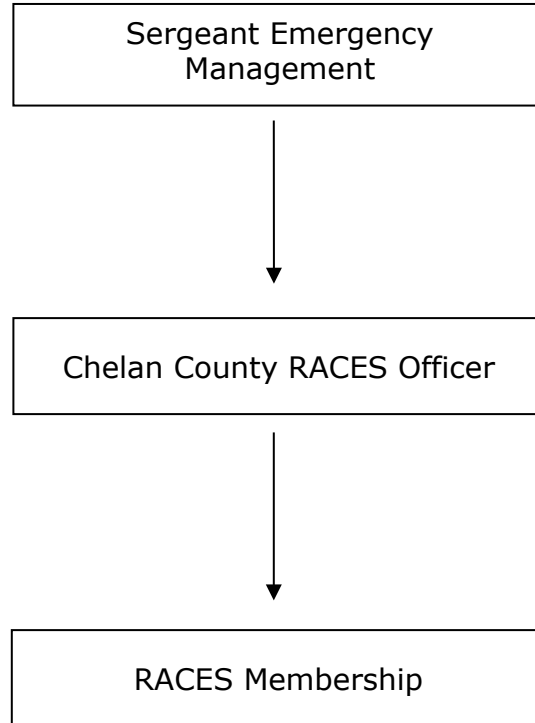 Sergeant Emergency
Management
Chelan County RACES Officer
RACES Membership